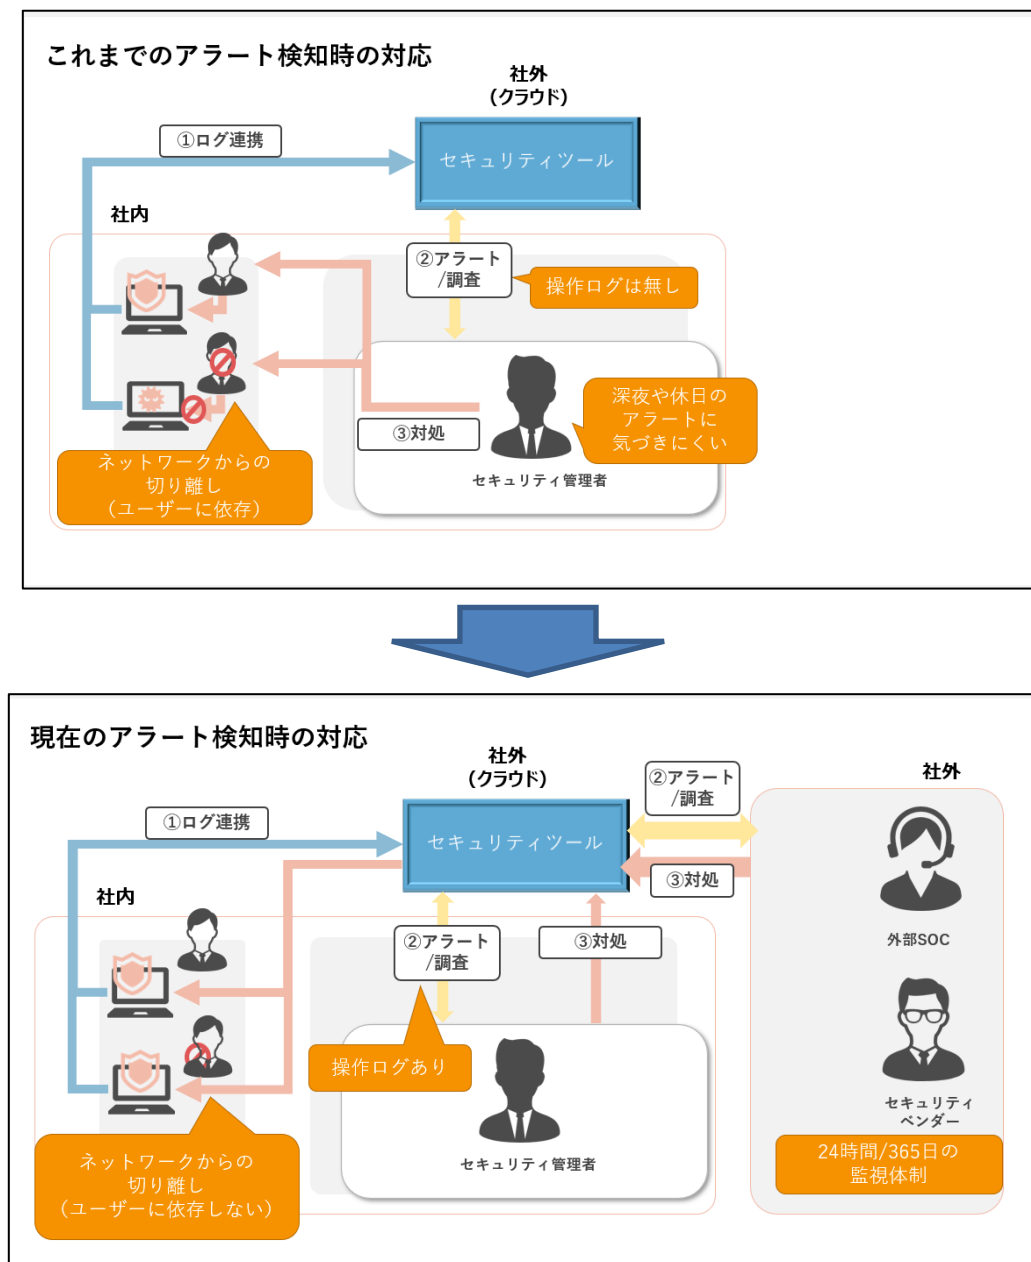 これまでのアラート検知時の対応
社外
(クラウド)
①ログ連携
セキュリティツール
社内
②アラート
/調査
操作ログは無し
深夜や休日の
アラートに
気づきにくい
③対処
セキュリティ管理者
ネットワークからの
切り離し
(ユーザーに依存)
現在のアラート検知時の対応
社外
(クラウド)
②アラート
/調査
社外
①ログ連携
セキュリティツール
③対処
社内
②アラート
/調査
③対処
外部SOC
操作ログあり
セキュリティ
ベンダー
24時間/365日の
監視体制
セキュリティ管理者
ネットワークからの
切り離し
(ユーザーに依存しない)